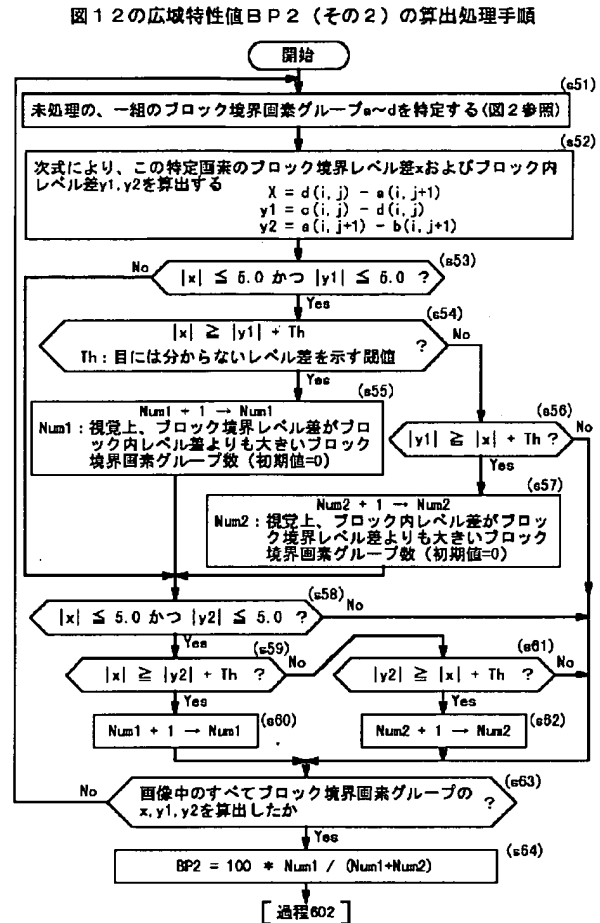 図12の広域特性値BP2（その2）の算出処理手順
開始
(s51)
未処理の、一組のブロック境界画素グループa〜dを特定する(図2参照)
(s52)
次式により、この特定画素のブロック境界レベル差xおよびブロック内
レベル差y1,y2を算出する
X = d(i,j) - a(i,j+1)
y1 = c(i,j) - d(i,j)
y2 = a(i,j+1) - b(i,j+1)
(s53)
No
|x| ≦ 5.0 かつ |y1| ≦ 5.0 ?
Yes
(s54)
|x| ≧ |y1| + Th
Th：目には分からないレベル差を示す閾値
?
No
Yes
(s55)
Num1 + 1 → Num1
Num1：視覚上、ブロック境界レベル差がブ
ロック内レベル差よりも大きいブロック
境界画素グループ数（初期値=0）
(s56)
|y1| ≧ |x| + Th ?
No
Yes
(s57)
Num2 + 1 → Num2
Num2：視覚上、ブロック内レベル差がブロッ
ク境界レベル差よりも大きいブロック
境界画素グループ数（初期値=0）
(s58)
|x| ≦ 5.0 かつ |y2| ≦ 5.0 ?
No
Yes
(s59)
|x| ≧ |y2| + Th ?
No
(s61)
|y2| ≧ |x| + Th ?
No
Yes
(s60)
Num1 + 1 → Num1
Yes
(s62)
Num2 + 1 → Num2
(s63)
No
画像中のすべてブロック境界画素グループの
x,y1,y2を算出したか
?
Yes
(s64)
BP2 = 100 * Num1 / (Num1+Num2)
[ 過程602 ]